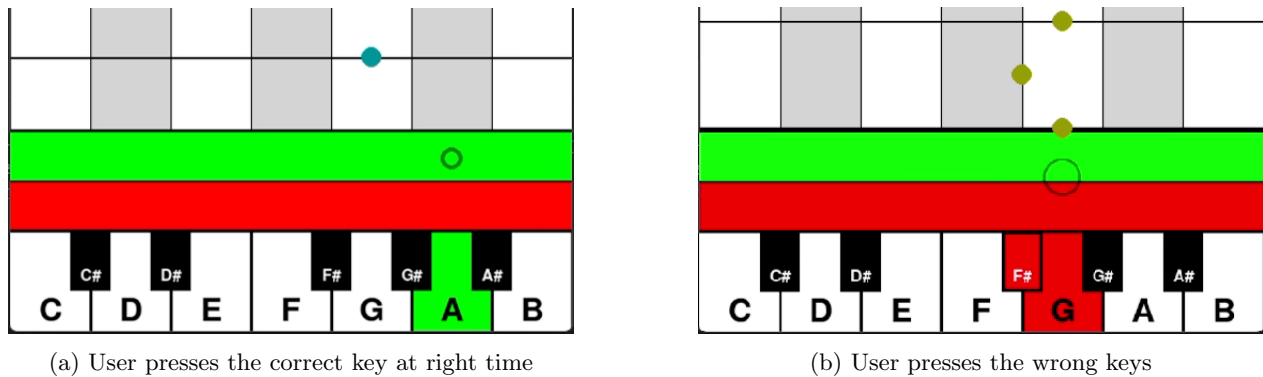 C# D# F# G# A#
C D E F G A B
C# D# F# G# A#
C D E F G A B
(a) User presses the correct key at right time
(b) User presses the wrong keys